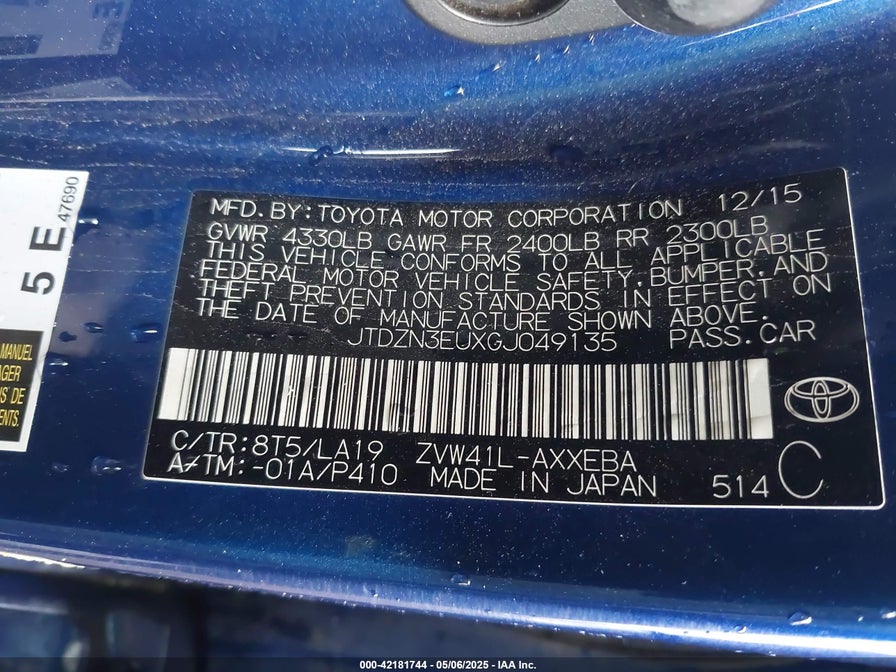 MFD.BY:TOYOTA MOTOR CORPORATION 12/15
GVWR 4330LB GAWR FR 2400LB RR 2300LB
THIS VEHICLE CONFORMS TO ALL APPLICABLE
FEDERAL MOTOR VEHICLE SAFETY,BUMPER,AND
THEFT PREVENTION STANDARDS IN EFFECT ON
THE DATE OF MANUFACTURE SHOWN ABOVE.
JTDZN3EUXGJ049135 PASS.CAR
C/TR:8T5/LA19 ZVW41L-AXXEBA
A/TM:-01A/P410 MADE IN JAPAN 514 C
5 E 47690
MANUEL
AGER
DE
000-42181744 — 05/06/2025 — IAA Inc.